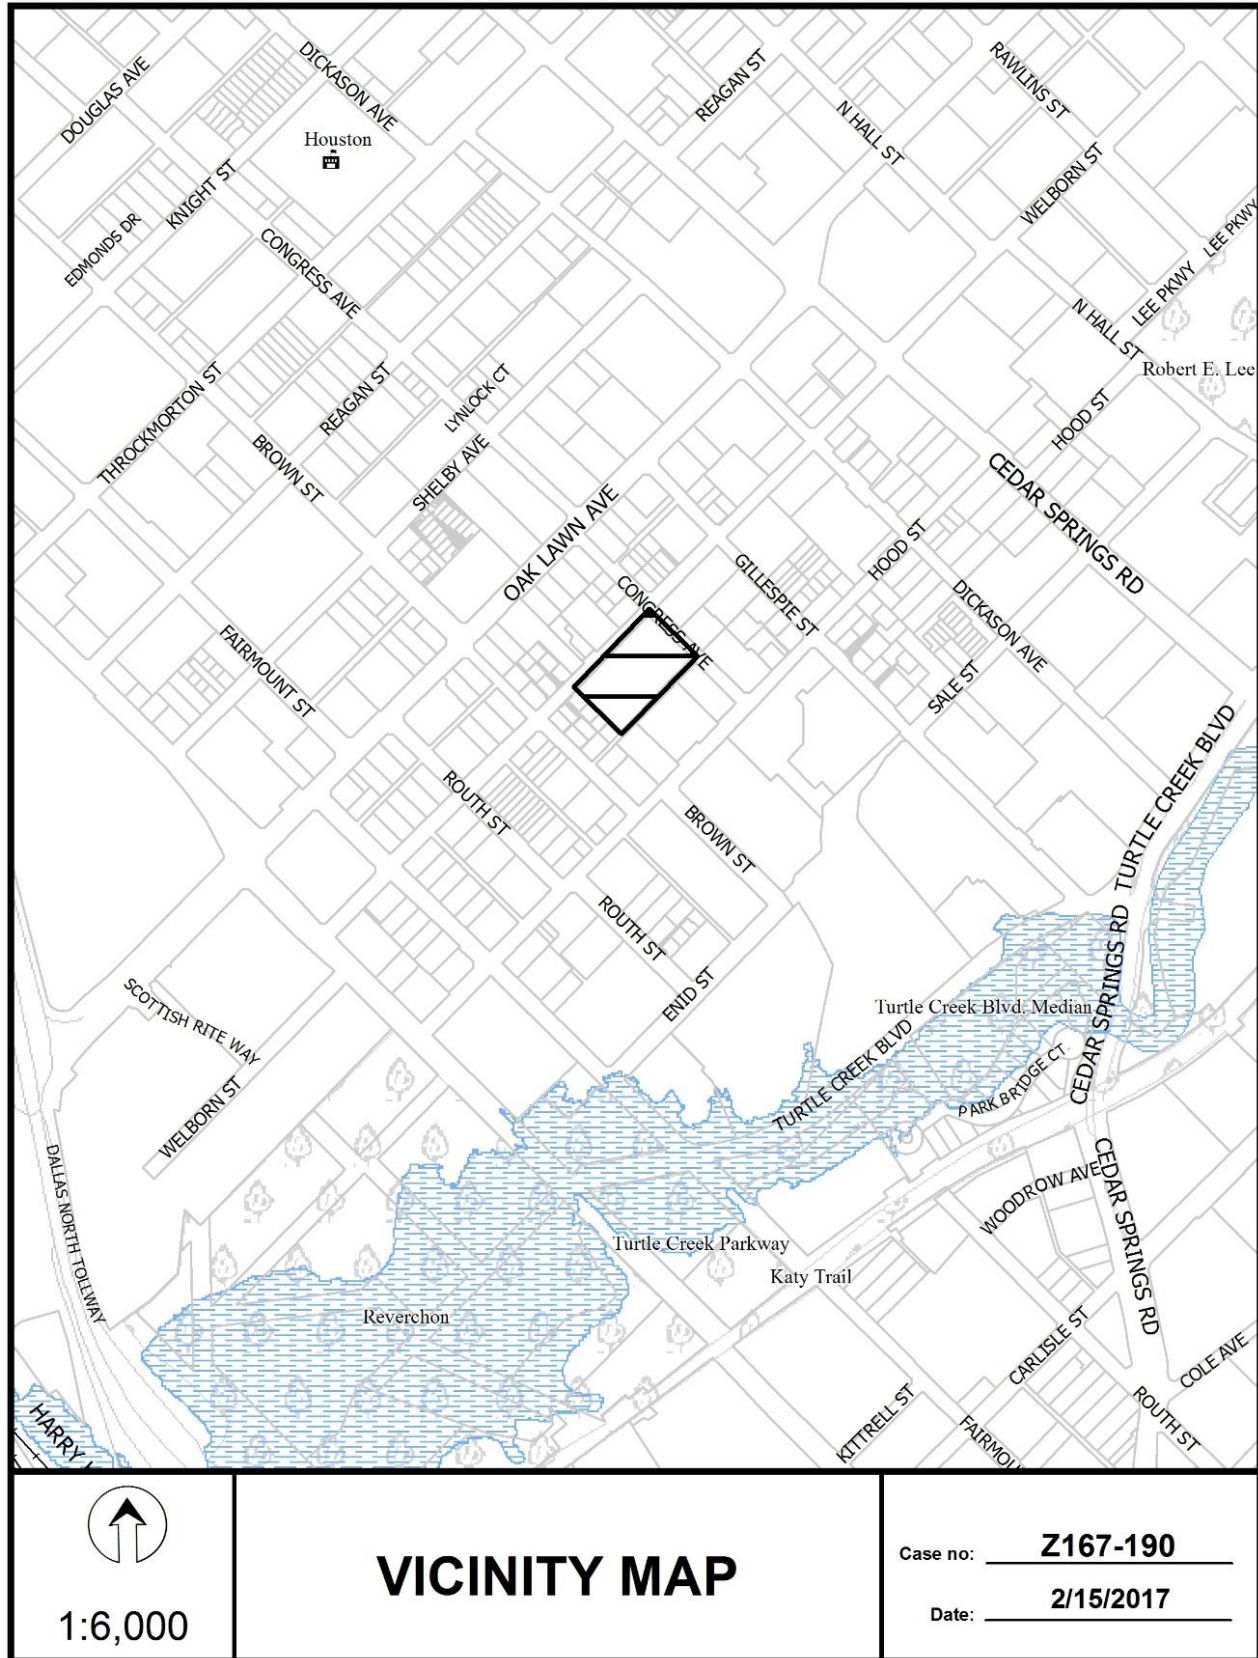 DICKASON AVE
DOUGLAS AVE
REAGAN ST
RAWLINS ST
N HALL ST
Houston
WELBORN ST
KNIGHT ST
EDMONDS DR
CONGRESS AVE
LEE PKWY
LEE PKWY
N HALL ST
Robert E. Lee
THROCKMORTON ST
REAGAN ST
LYNLOCK CT
HOOD ST
BROWN ST
SHELBY AVE
CEDAR SPRINGS RD
OAK LAWN AVE
HOOD ST
GILLESPIE ST
CONGRESS AVE
DICKASON AVE
FAIRMOUNT ST
SALE ST
TURTLE CREEK BLVD
ROUTH ST
BROWN ST
ROUTH ST
ENID ST
CEDAR SPRINGS RD
SCOTTISH RITE WAY
Turtle Creek Blvd. Median
TURTLE CREEK BLVD
PARK BRIDGE CT
WELBORN ST
DALLAS NORTH TOLLWAY
WOODROW AVE
CEDAR SPRINGS RD
Turtle Creek Parkway
Katy Trail
Reverchon
CARLISLE ST
COLE AVE
KITTRELL ST
ROUTH ST
FAIRMOU
HARRY
1:6,000
VICINITY MAP
Case no: Z167-190
Date: 2/15/2017